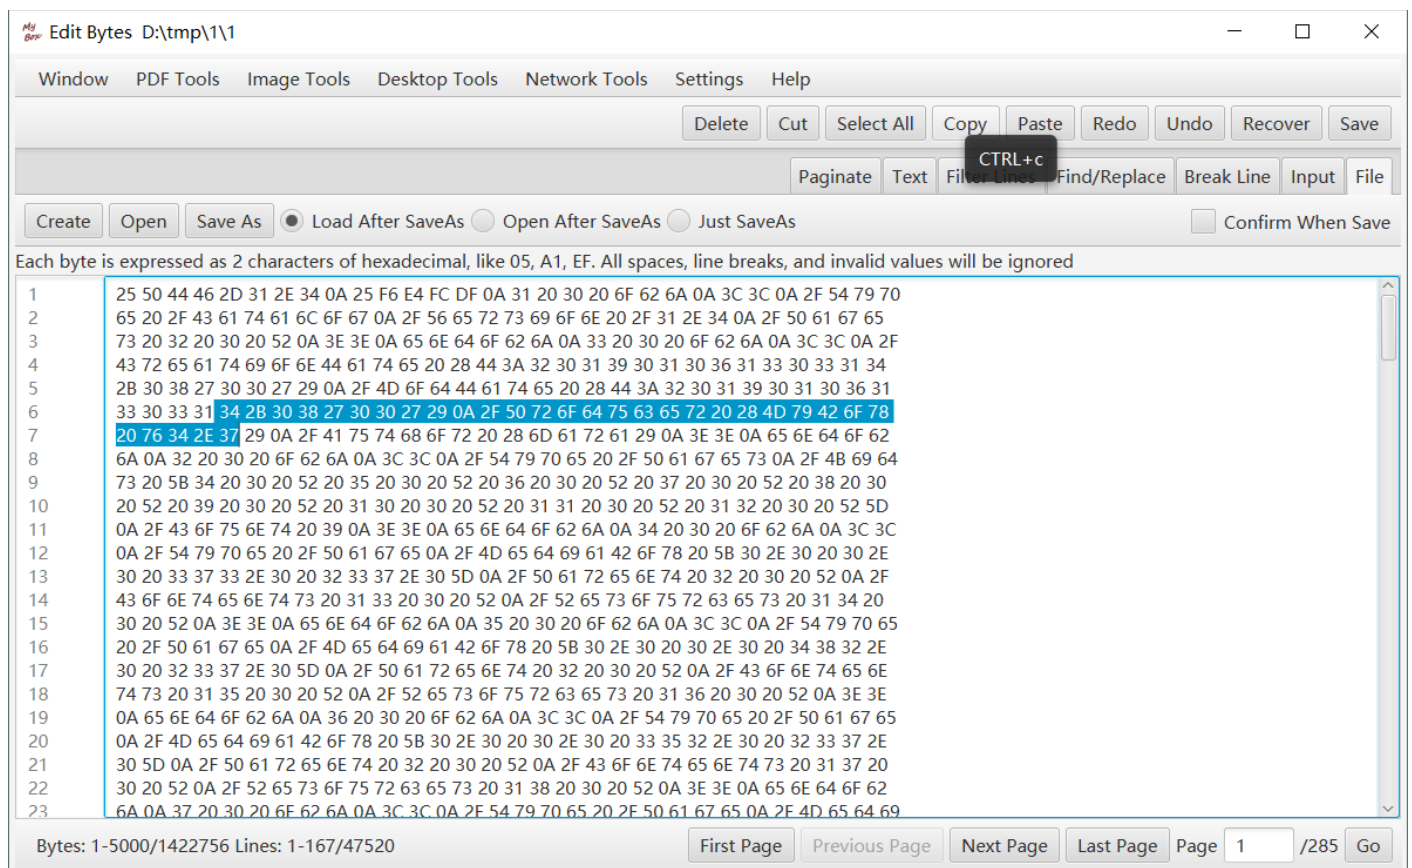 My Box Edit Bytes D:\tmp\1\1
Window PDF Tools Image Tools Desktop Tools Network Tools Settings Help
Delete Cut Select All Copy Paste Redo Undo Recover Save
CTRL+c
Paginate Text Filter Lines Find/Replace Break Line Input File
Create Open Save As Load After SaveAs Open After SaveAs Just SaveAs Confirm When Save
Each byte is expressed as 2 characters of hexadecimal, like 05, A1, EF. All spaces, line breaks, and invalid values will be ignored
1 25 50 44 46 2D 31 2E 34 0A 25 F6 E4 FC DF 0A 31 20 30 20 6F 62 6A 0A 3C 3C 0A 2F 54 79 70
2 65 20 2F 43 61 74 61 6C 6F 67 0A 2F 56 65 72 73 69 6F 6E 20 2F 31 2E 34 0A 2F 50 61 67 65
3 73 20 32 20 30 20 52 0A 3E 3E 0A 65 6E 64 6F 62 6A 0A 33 20 30 20 6F 62 6A 0A 3C 3C 0A 2F
4 43 72 65 61 74 69 6F 6E 44 61 74 65 20 28 44 3A 32 30 31 39 30 31 30 36 31 33 30 33 31 34
5 2B 30 38 27 30 30 27 29 0A 2F 4D 6F 64 44 61 74 65 20 28 44 3A 32 30 31 39 30 31 30 36 31
6 33 30 33 31 34 2B 30 38 27 30 30 27 29 0A 2F 50 72 6F 64 75 63 65 72 20 28 4D 79 42 6F 78
7 20 76 34 2E 37 29 0A 2F 41 75 74 68 6F 72 20 28 6D 61 72 61 29 0A 3E 3E 0A 65 6E 64 6F 62
8 6A 0A 32 20 30 20 6F 62 6A 0A 3C 3C 0A 2F 54 79 70 65 20 2F 50 61 67 65 73 0A 2F 4B 69 64
9 73 20 5B 34 20 30 20 52 20 35 20 30 20 52 20 36 20 30 20 52 20 37 20 30 20 52 20 38 20 30
10 20 52 20 39 20 30 20 52 20 31 30 20 30 20 52 20 31 31 20 30 20 52 20 31 32 20 30 20 52 5D
11 0A 2F 43 6F 75 6E 74 20 39 0A 3E 3E 0A 65 6E 64 6F 62 6A 0A 34 20 30 20 6F 62 6A 0A 3C 3C
12 0A 2F 54 79 70 65 20 2F 50 61 67 65 0A 2F 4D 65 64 69 61 42 6F 78 20 5B 30 2E 30 20 30 2E
13 30 20 33 37 33 2E 30 20 32 33 37 2E 30 5D 0A 2F 50 61 72 65 6E 74 20 32 20 30 20 52 0A 2F
14 43 6F 6E 74 65 6E 74 73 20 31 33 20 30 20 52 0A 2F 52 65 73 6F 75 72 63 65 73 20 31 34 20
15 30 20 52 0A 3E 3E 0A 65 6E 64 6F 62 6A 0A 35 20 30 20 6F 62 6A 0A 3C 3C 0A 2F 54 79 70 65
16 20 2F 50 61 67 65 0A 2F 4D 65 64 69 61 42 6F 78 20 5B 30 2E 30 20 30 2E 30 20 34 38 32 2E
17 30 20 32 33 37 2E 30 5D 0A 2F 50 61 72 65 6E 74 20 32 20 30 20 52 0A 2F 43 6F 6E 74 65 6E
18 74 73 20 31 35 20 30 20 52 0A 2F 52 65 73 6F 75 72 63 65 73 20 31 36 20 30 20 52 0A 3E 3E
19 0A 65 6E 64 6F 62 6A 0A 36 20 30 20 6F 62 6A 0A 3C 3C 0A 2F 54 79 70 65 20 2F 50 61 67 65
20 0A 2F 4D 65 64 69 61 42 6F 78 20 5B 30 2E 30 20 30 2E 30 20 33 35 32 2E 30 20 32 33 37 2E
21 30 5D 0A 2F 50 61 72 65 6E 74 20 32 20 30 20 52 0A 2F 43 6F 6E 74 65 6E 74 73 20 31 37 20
22 30 20 52 0A 2F 52 65 73 6F 75 72 63 65 73 20 31 38 20 30 20 52 0A 3E 3E 0A 65 6E 64 6F 62
23 6A 0A 37 20 30 20 6F 62 6A 0A 3C 3C 0A 2F 54 79 70 65 20 2F 50 61 67 65 0A 2F 4D 65 64 69
Bytes: 1-5000/1422756 Lines: 1-167/47520 First Page Previous Page Next Page Last Page Page 1 /285 Go